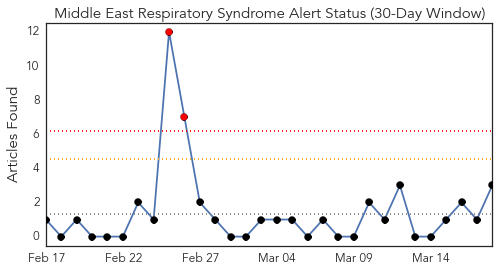 Middle East Respiratory Syndrome Alert Status (30-Day Window)
Articles Found
12
10
8
6
4
2
0
Feb 17 Feb 22 Feb 27 Mar 04 Mar 09 Mar 14